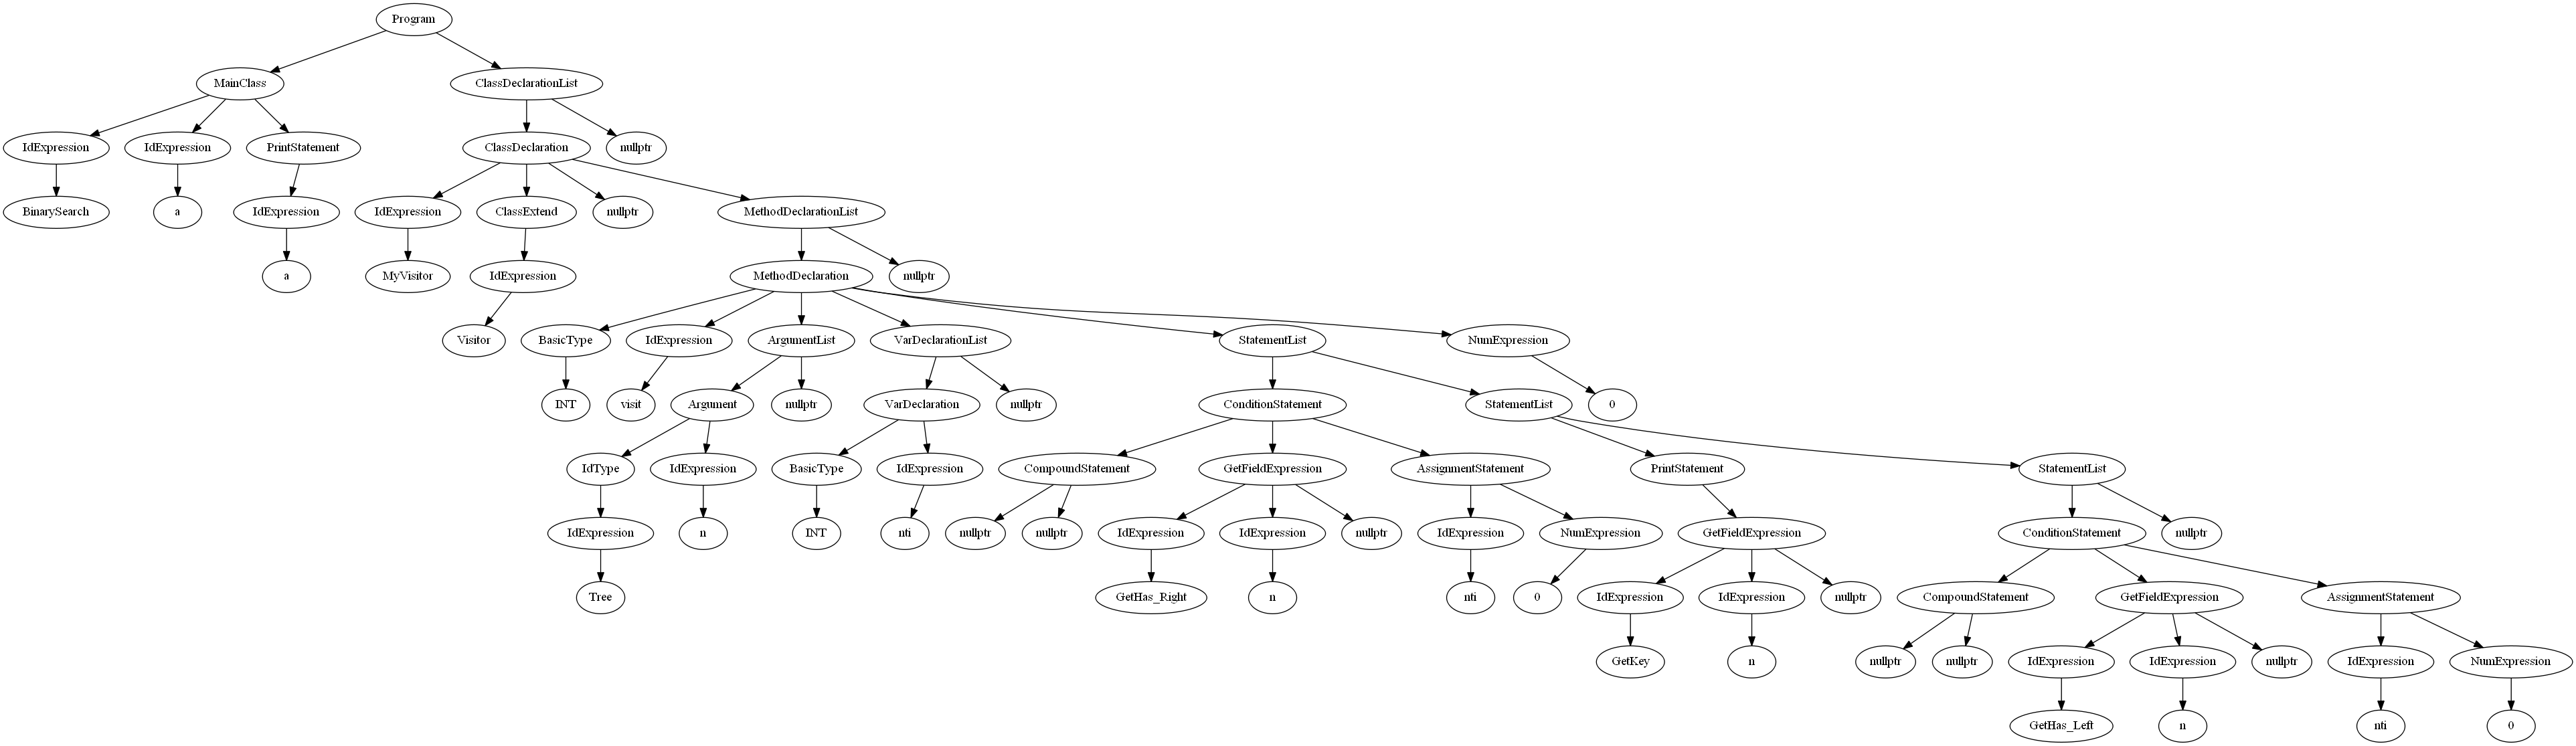 Program
MainClass
ClassDeclarationList
IdExpression
IdExpression
PrintStatement
ClassDeclaration
nullptr
BinarySearch
a
IdExpression
IdExpression
ClassExtend
nullptr
MethodDeclarationList
a
MyVisitor
IdExpression
MethodDeclaration
nullptr
Visitor
BasicType
IdExpression
ArgumentList
VarDeclarationList
StatementList
NumExpression
INT
visit
Argument
nullptr
VarDeclaration
nullptr
ConditionStatement
StatementList
0
IdType
IdExpression
BasicType
IdExpression
CompoundStatement
GetFieldExpression
AssignmentStatement
PrintStatement
StatementList
IdExpression
n
INT
nti
nullptr
nullptr
IdExpression
IdExpression
nullptr
IdExpression
NumExpression
GetFieldExpression
ConditionStatement
nullptr
Tree
GetHas_Right
n
nti
0
IdExpression
IdExpression
nullptr
CompoundStatement
GetFieldExpression
AssignmentStatement
GetKey
n
nullptr
nullptr
IdExpression
IdExpression
nullptr
IdExpression
NumExpression
GetHas_Left
n
nti
0